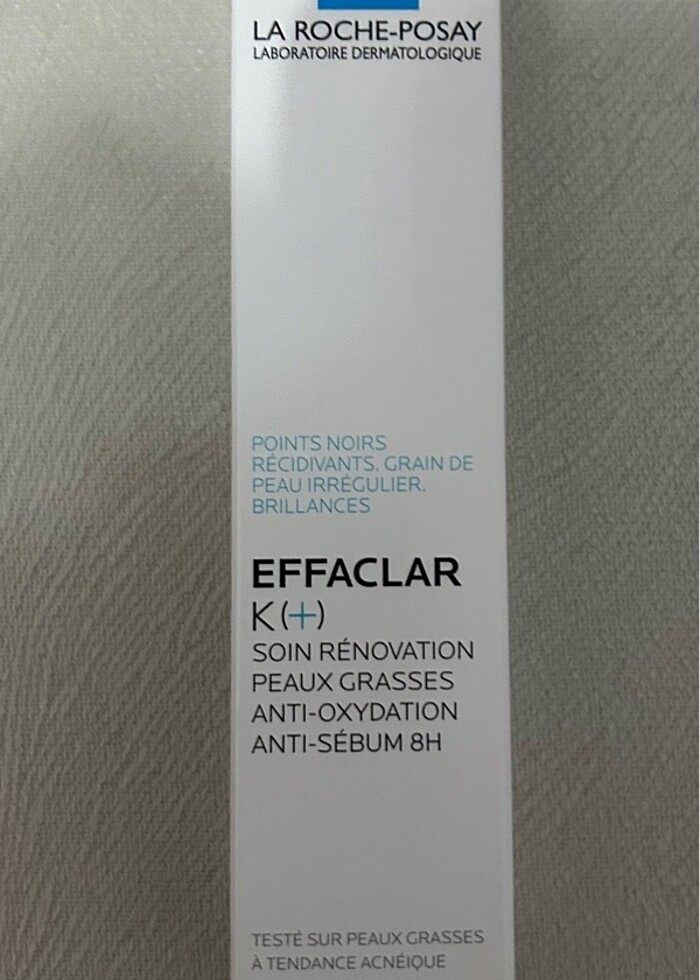 LA ROCHE-POSAY
LABORATOIRE DERMATOLOGIQUE
POINTS NOIRS
RÉCIDIVANTS, GRAIN DE
PEAU IRRÉGULIER,
BRILLANCES
EFFACLAR
K(+)
SOIN RÉNOVATION
PEAUX GRASSES
ANTI-OXYDATION
ANTI-SÉBUM 8H
TESTÉ SUR PEAUX GRASSES
À TENDANCE ACNÉIQUE